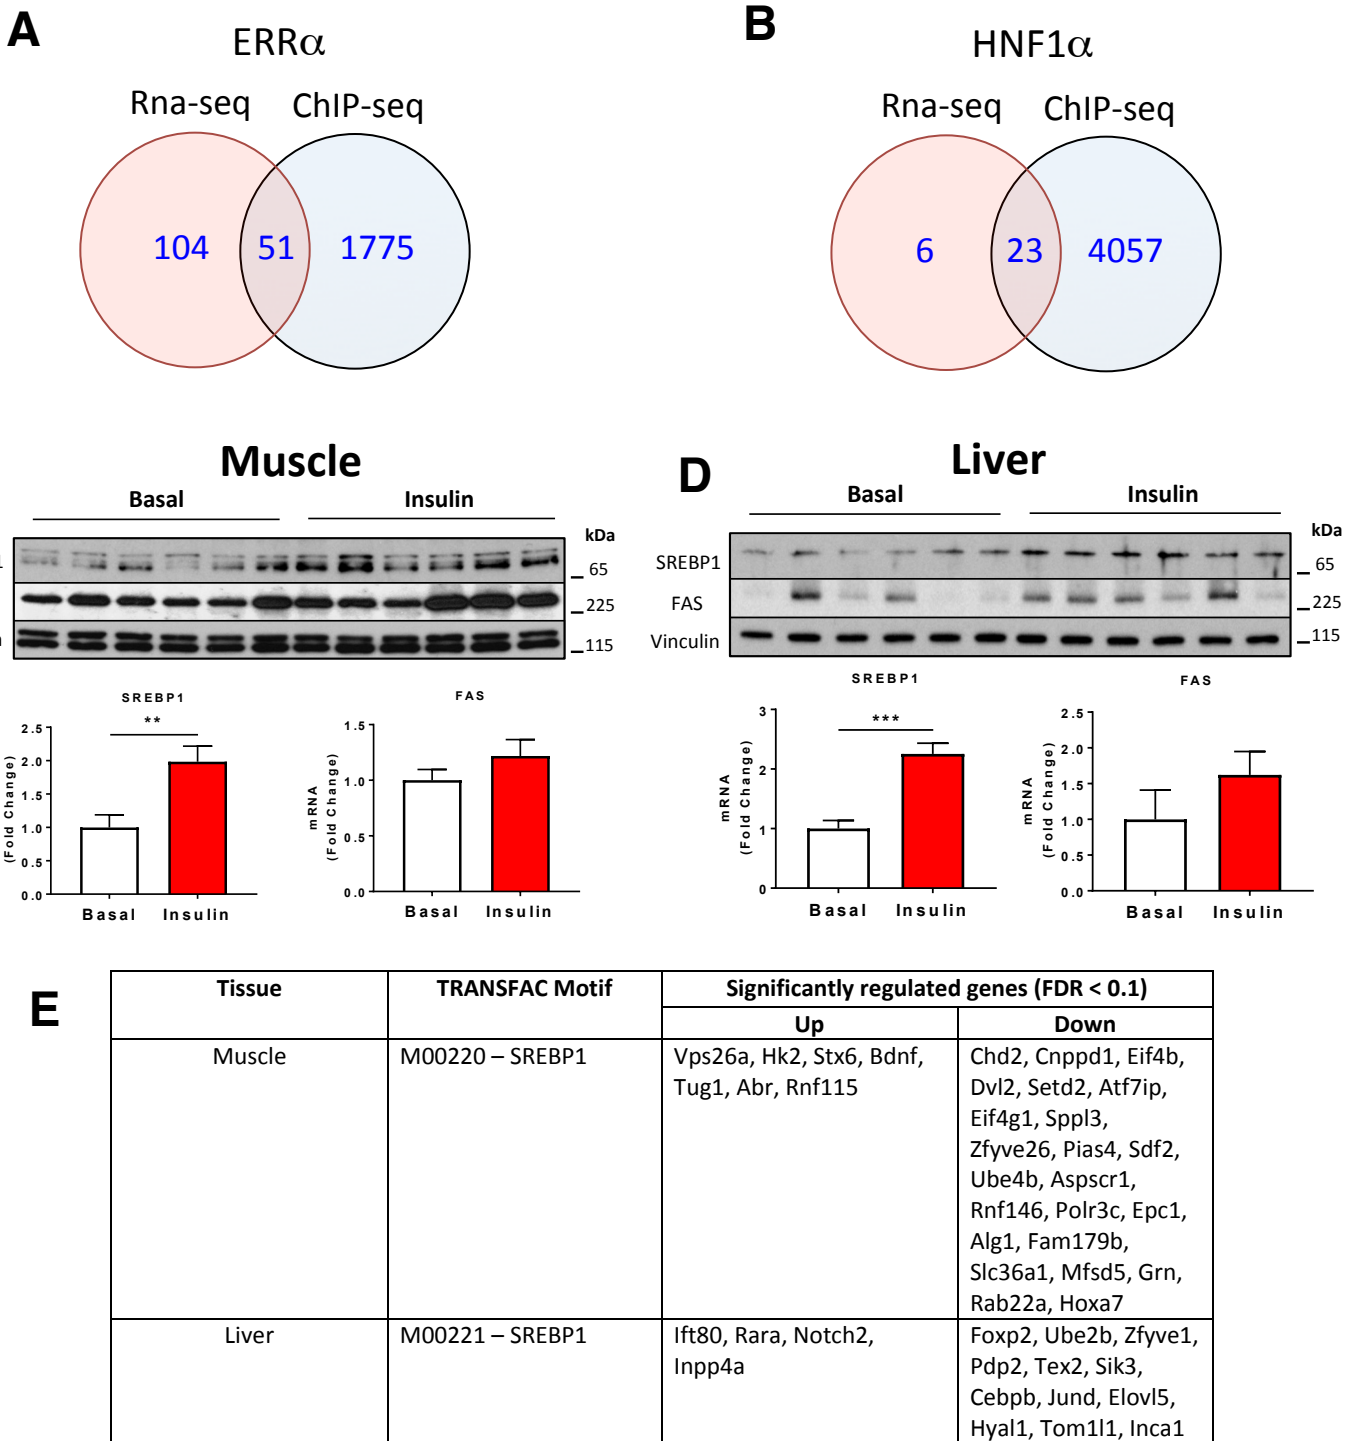 A
ERRα
Rna-seq
ChIP-seq
104
51
1775
B
HNF1α
Rna-seq
ChIP-seq
6
23
4057
Muscle
Basal
Insulin
kDa
65
225
115
SREBP1
**
2.5
2.0
1.5
1.0
0.5
0.0
(Fold Change)
Basal
Insulin
FAS
1.5
1.0
0.5
0.0
mRNA
(Fold Change)
Basal
Insulin
D
Liver
Basal
Insulin
kDa
SREBP1
65
FAS
225
Vinculin
115
SREBP1
***
3
2
1
0
mRNA
(Fold Change)
Basal
Insulin
FAS
2.5
2.0
1.5
1.0
0.5
0.0
mRNA
(Fold Change)
Basal
Insulin
E
Tissue
TRANSFAC Motif
Significantly regulated genes (FDR < 0.1)
Up
Down
Muscle
M00220 – SREBP1
Vps26a, Hk2, Stx6, Bdnf,
Tug1, Abr, Rnf115
Chd2, Cnppd1, Eif4b,
Dvl2, Setd2, Atf7ip,
Eif4g1, Sppl3,
Zfyve26, Pias4, Sdf2,
Ube4b, Aspscr1,
Rnf146, Polr3c, Epc1,
Alg1, Fam179b,
Slc36a1, Mfsd5, Grn,
Rab22a, Hoxa7
Liver
M00221 – SREBP1
Ift80, Rara, Notch2,
Inpp4a
Foxp2, Ube2b, Zfyve1,
Pdp2, Tex2, Sik3,
Cebpb, Jund, Elovl5,
Hyal1, Tom1l1, Inca1